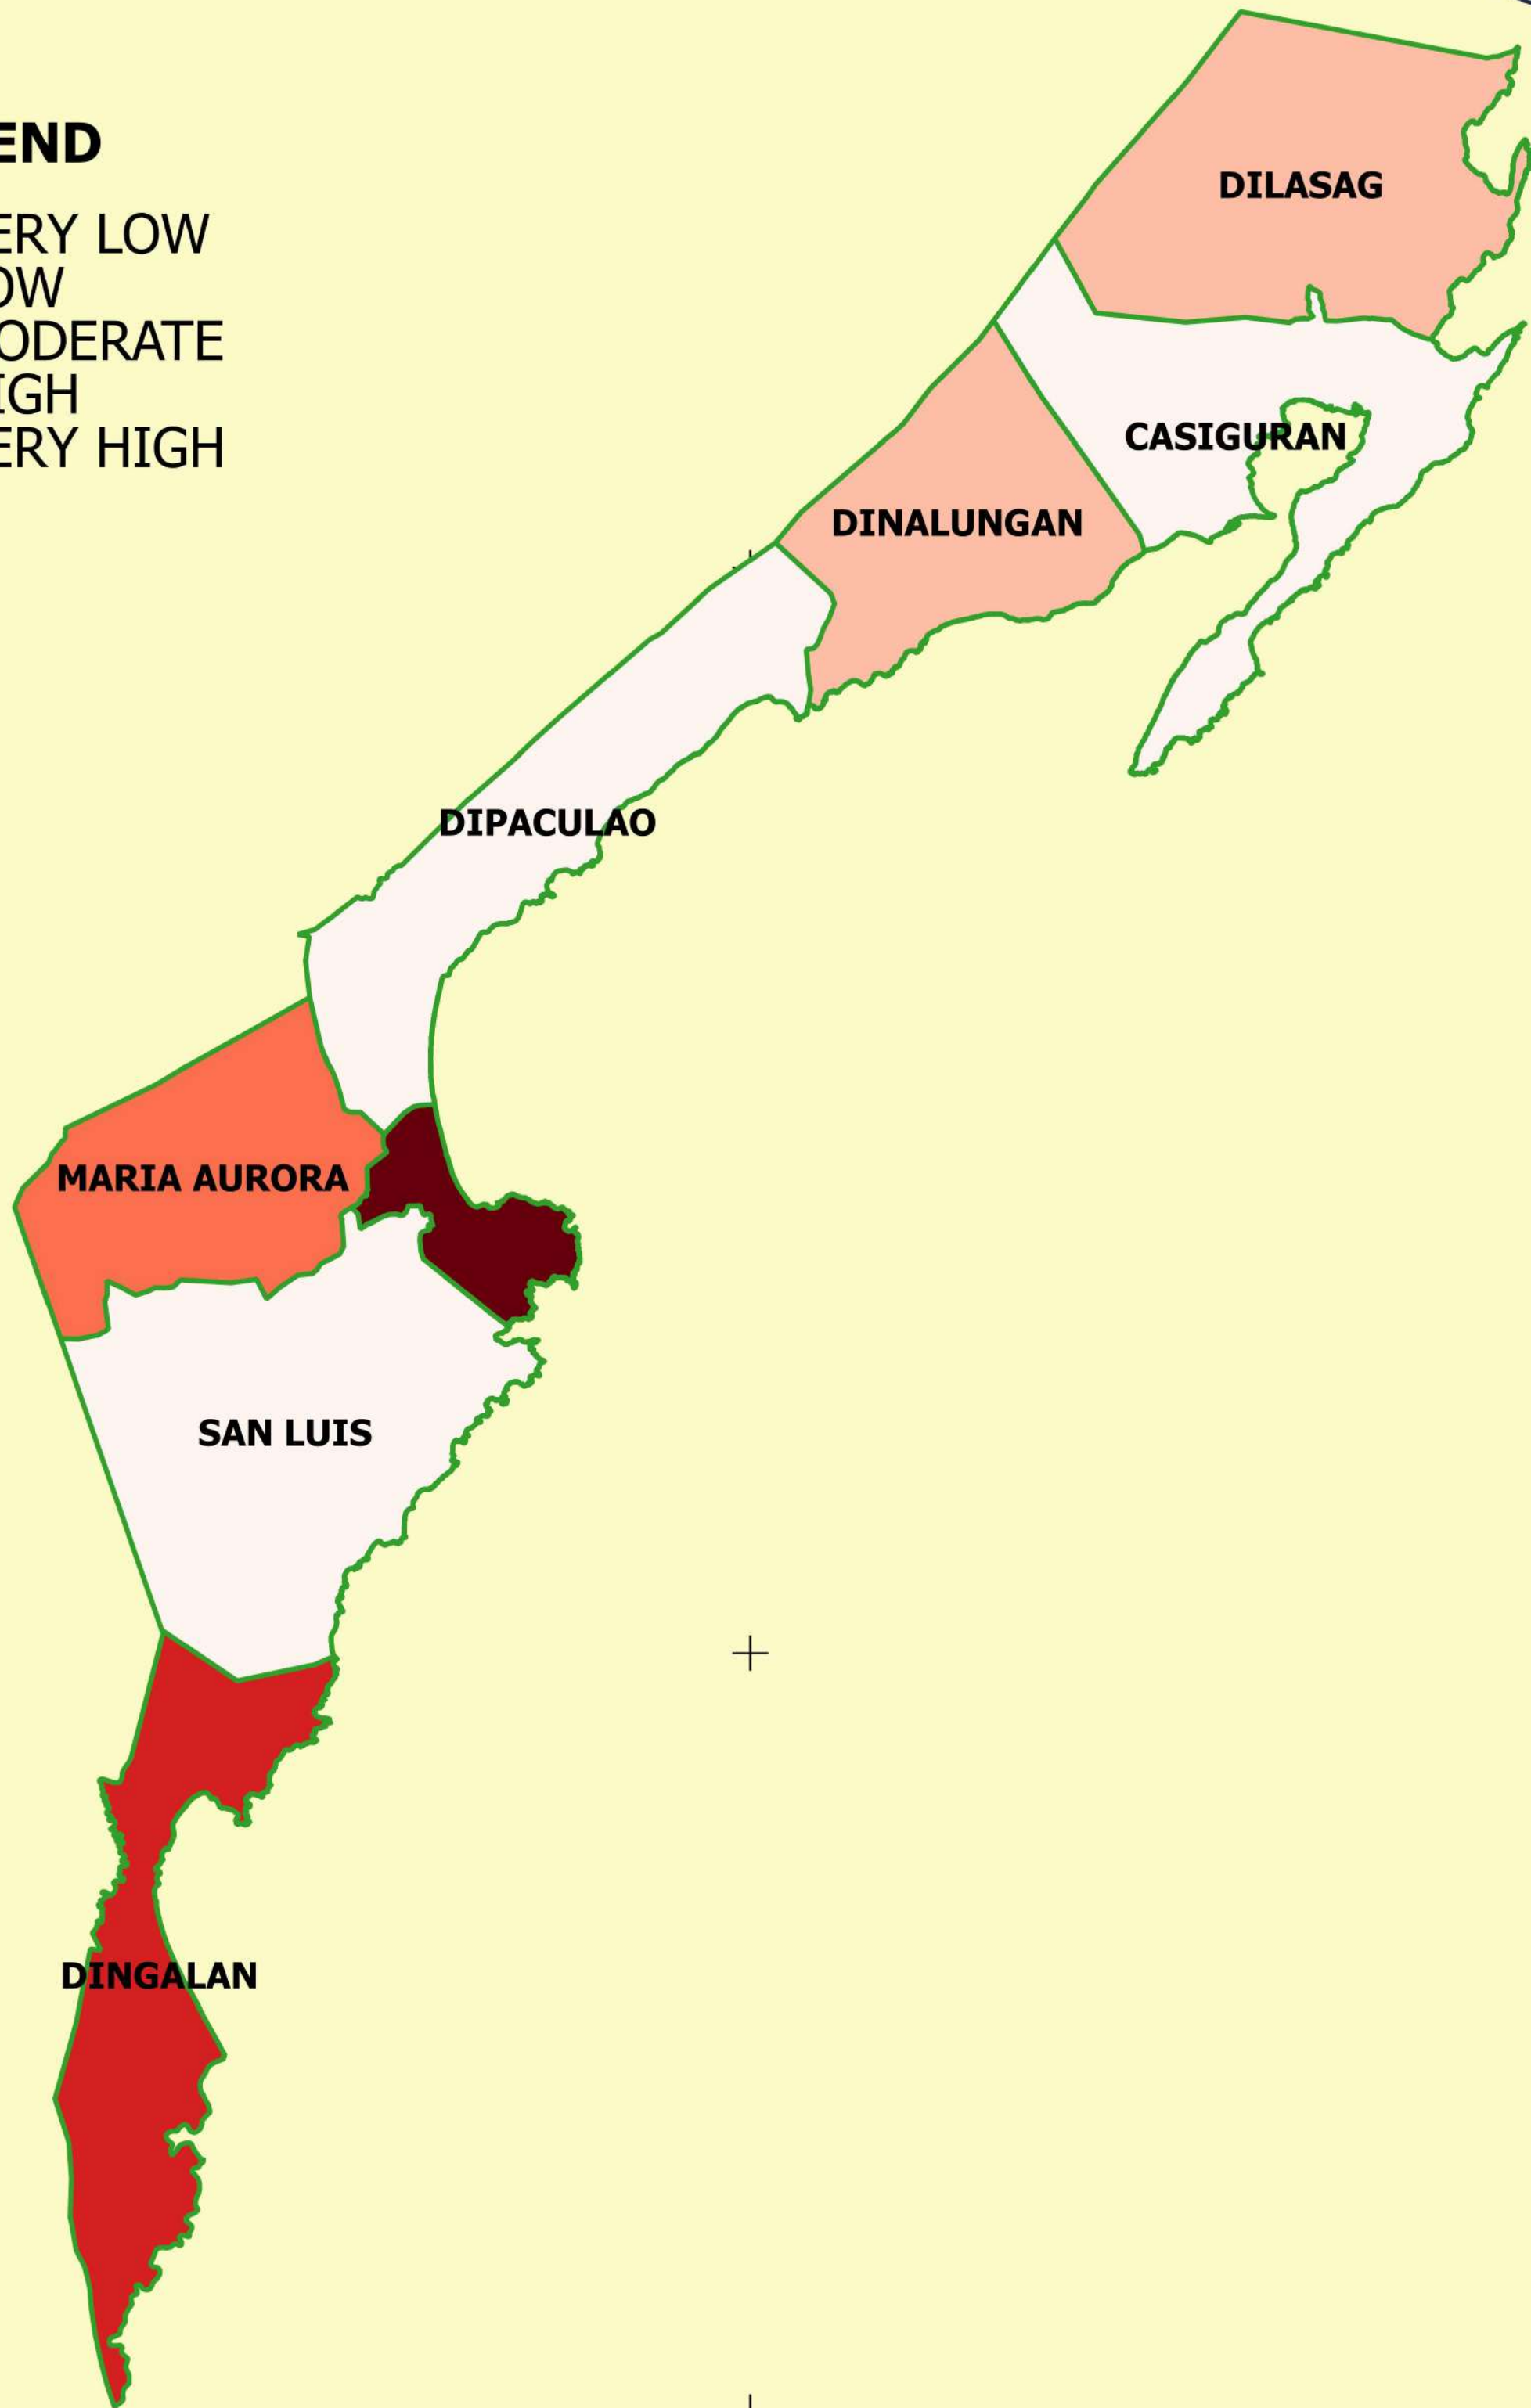 END
ERY LOW
OW
ODERATE
IGH
ERY HIGH
DILASAG
CASIGURAN
DINALUNGAN
DIPACULAO
MARIA AURORA
SAN LUIS
DINGALAN